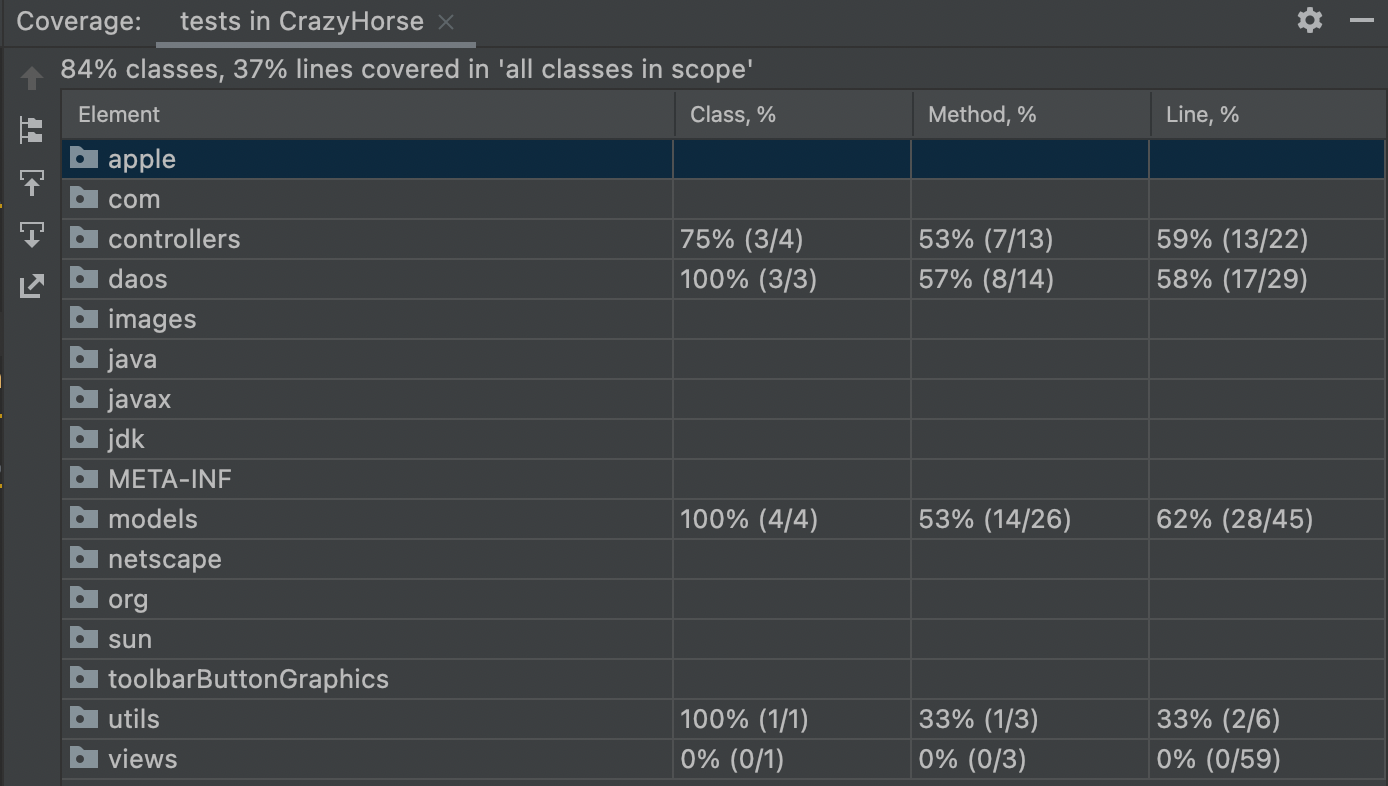 Coverage: tests in CrazyHorse
84% classes, 37% lines covered in 'all classes in scope'
Element Class, % Method, % Line, %
apple
com
controllers 75% (3/4) 53% (7/13) 59% (13/22)
daos 100% (3/3) 57% (8/14) 58% (17/29)
images
java
javax
jdk
META-INF
models 100% (4/4) 53% (14/26) 62% (28/45)
netscape
org
sun
toolbarButtonGraphics
utils 100% (1/1) 33% (1/3) 33% (2/6)
views 0% (0/1) 0% (0/3) 0% (0/59)